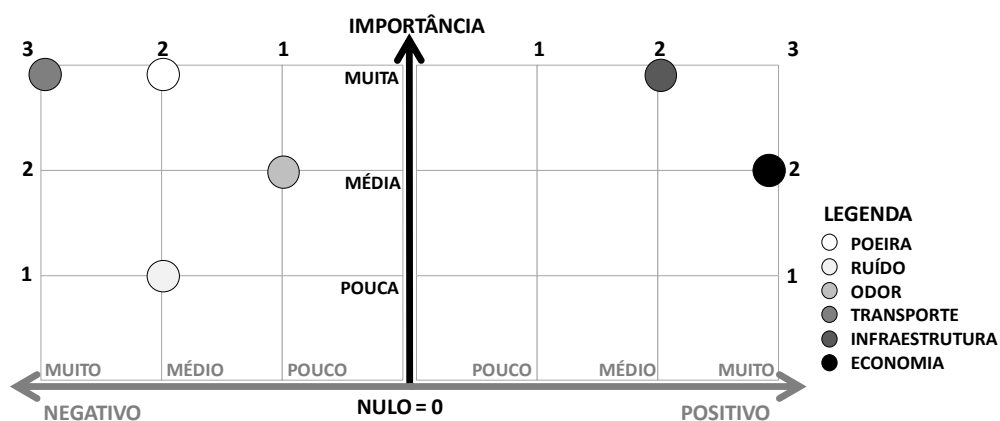 IMPORTÂNCIA
3 2 1 1 2 3
MUITA
2 MÉDIA 2
LEGENDA
POEIRA
RUÍDO
1 POUCA 1
ODOR
TRANSPORTE
INFRAESTRUTURA
ECONOMIA
MUITO MÉDIO POUCO POUCO MÉDIO MUITO
NEGATIVO NULO = 0 POSITIVO